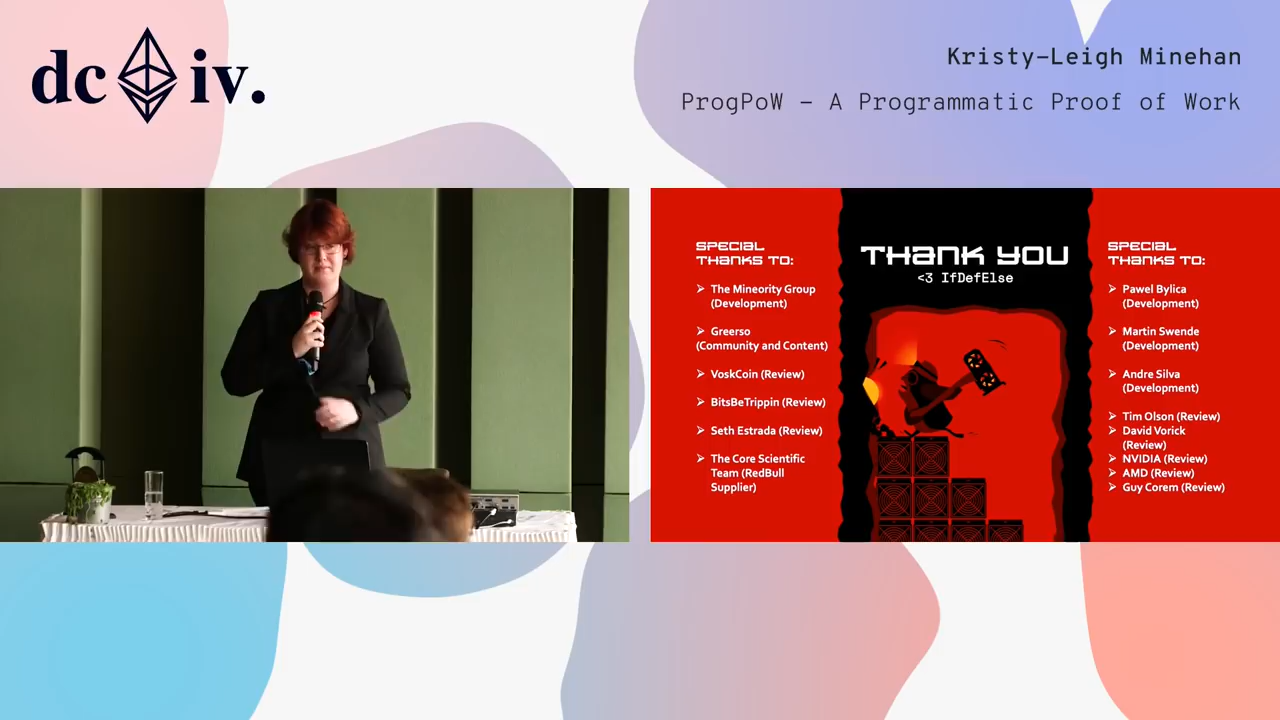 dc iv.
Kristy-Leigh Minehan
ProgPoW - A Programmatic Proof of Work
SPECIAL
THANKS TO:
➢ The Mineority Group
(Development)
➢ Greerso
(Community and Content)
➢ VoskCoin (Review)
➢ BitsBeTrippin (Review)
➢ Seth Estrada (Review)
➢ The Core Scientific
Team (RedBull
Supplier)
THANK YOU
<3 IfDefElse
SPECIAL
THANKS TO:
➢ Pawel Bylica
(Development)
➢ Martin Swende
(Development)
➢ Andre Silva
(Development)
➢ Tim Olson (Review)
➢ David Vorick
(Review)
➢ NVIDIA (Review)
➢ AMD (Review)
➢ Guy Corem (Review)